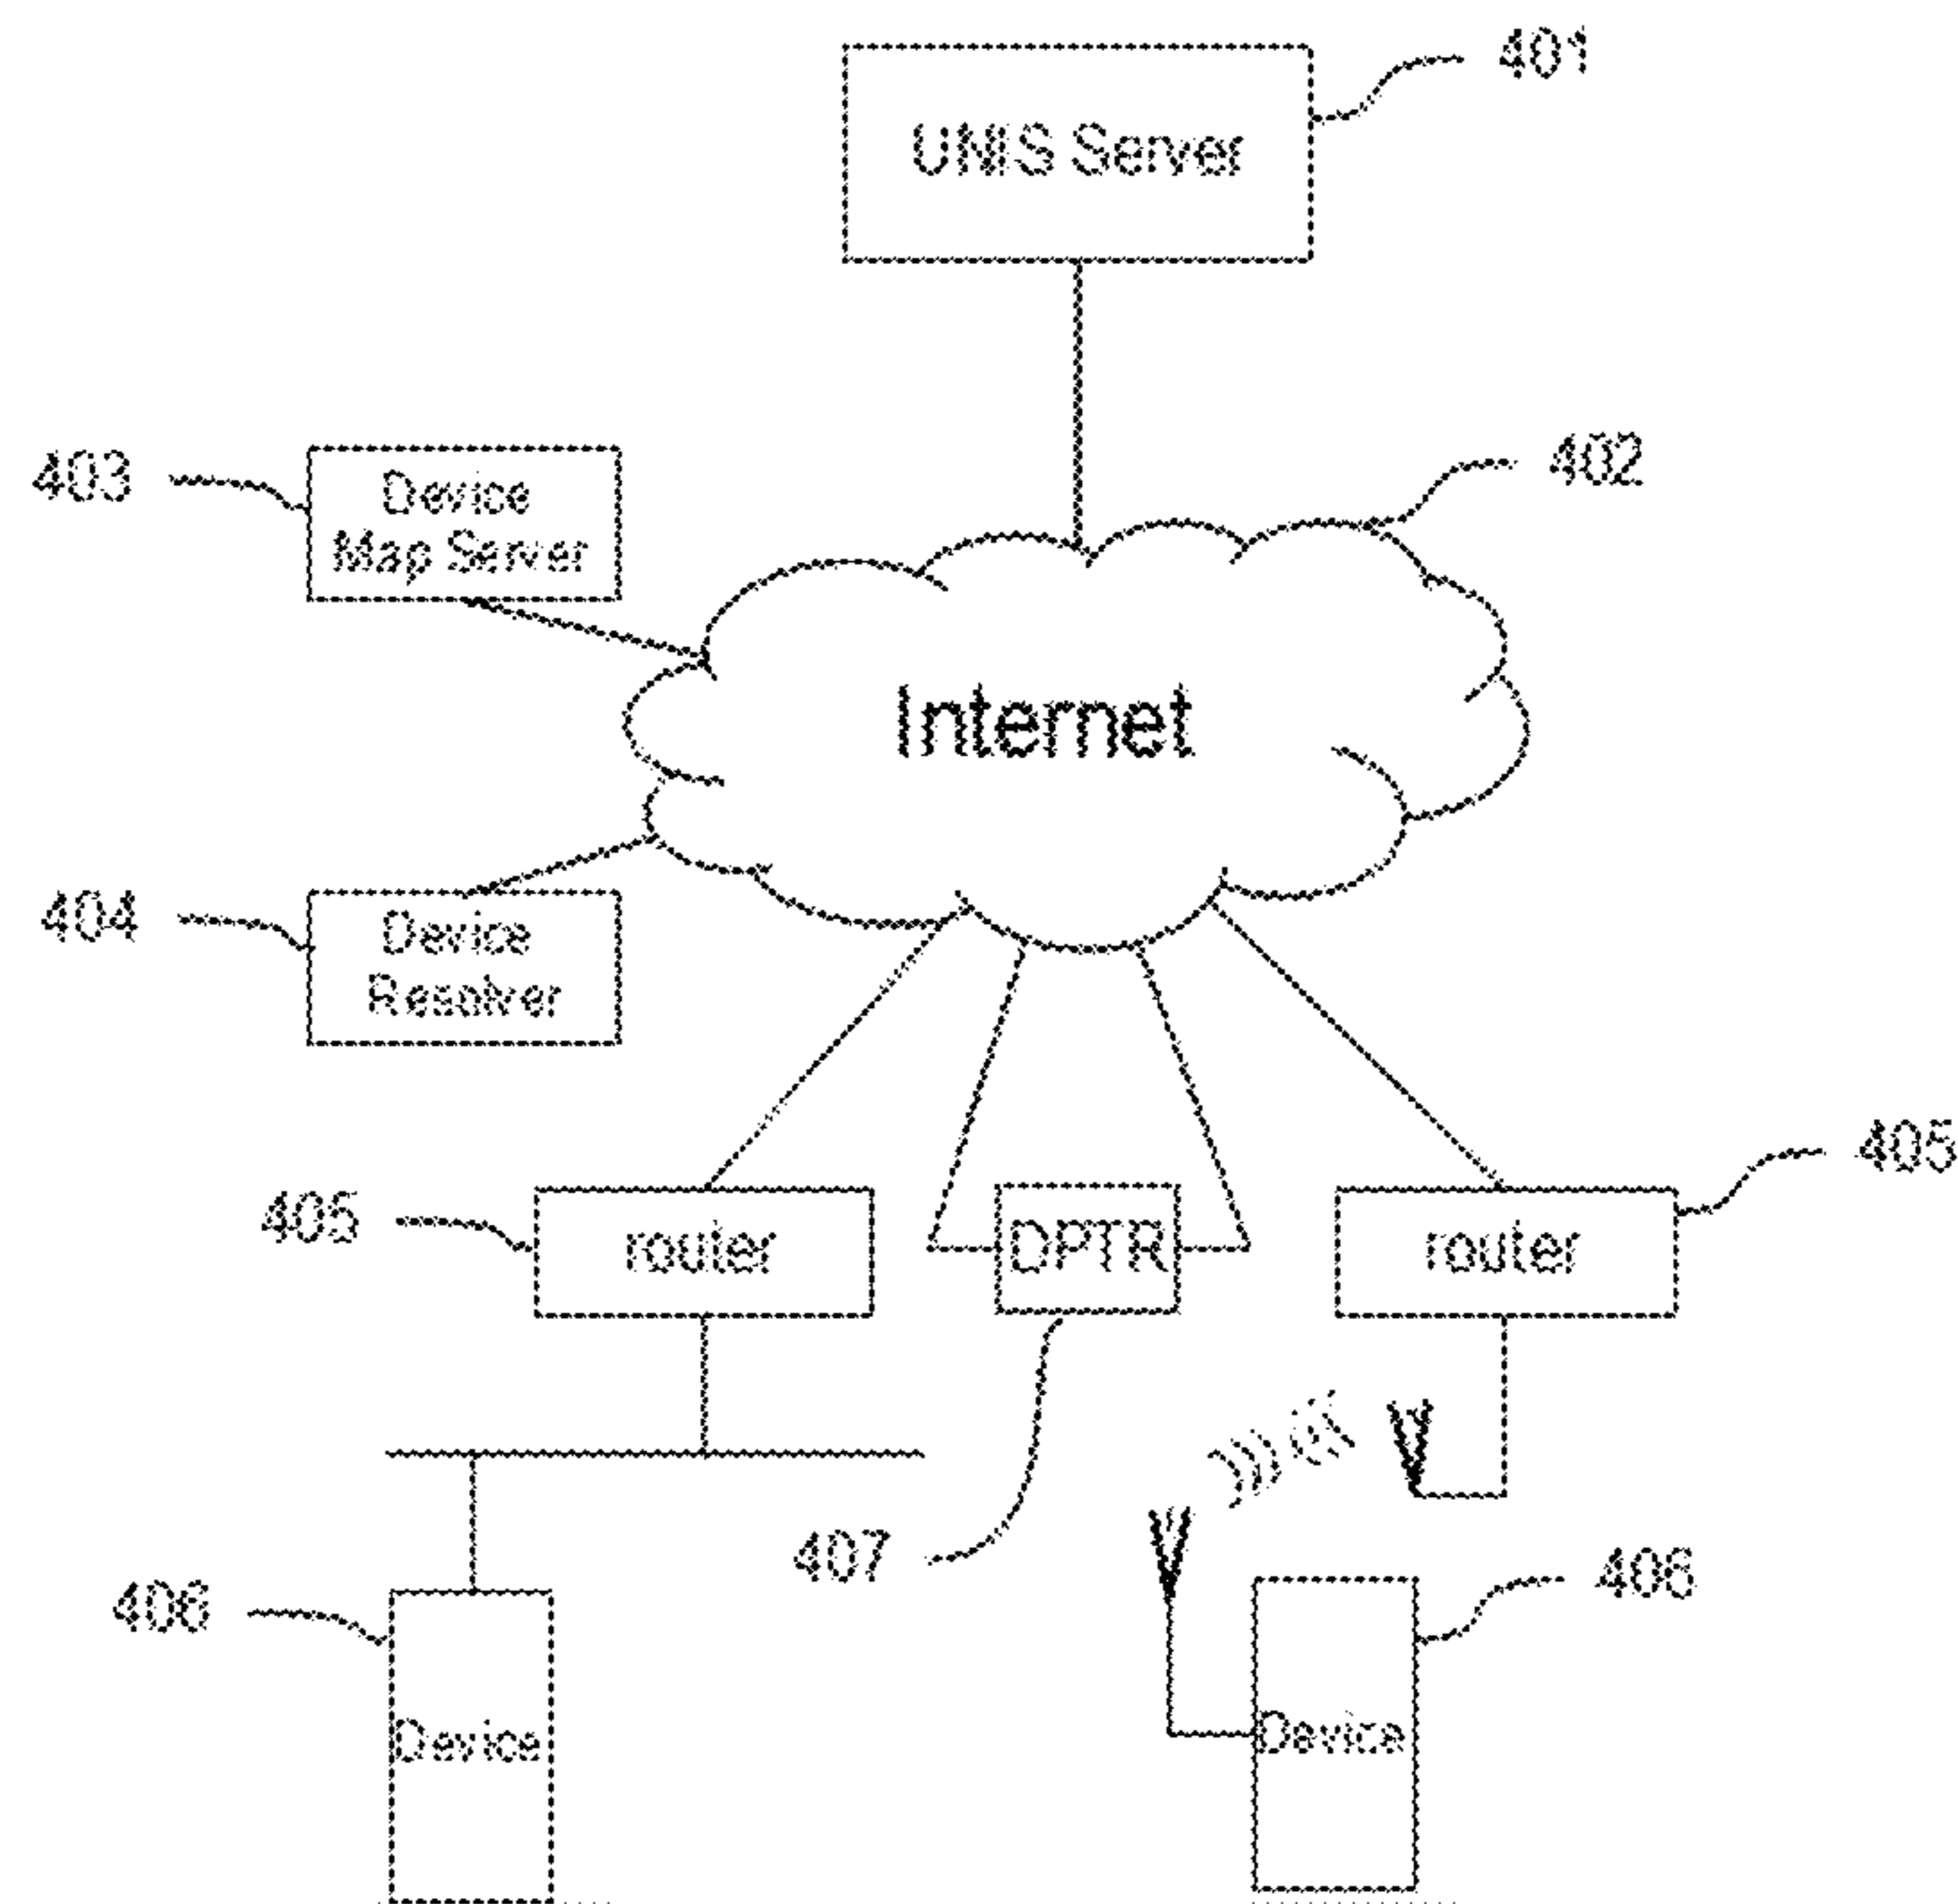 401
UNIS Server
403
Device
Map Server
402
Internet
404
Device
Resolver
405
router
DPTR
router
405
407
406
Device
406
Device